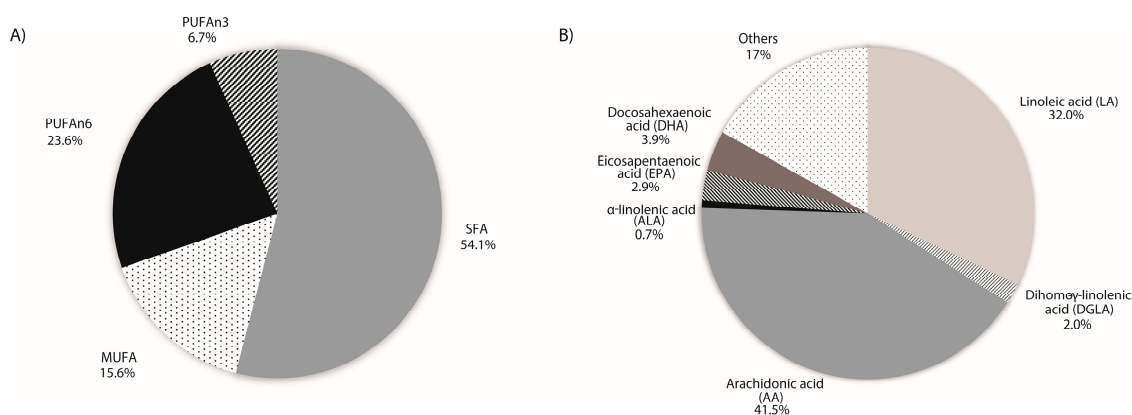 A)
PUFAn3
6.7%
PUFAn6
23.6%
SFA
54.1%
MUFA
15.6%
B)
Others
17%
Linoleic acid (LA)
32.0%
Docosahexaenoic
acid (DHA)
3.9%
Eicosapentaenoic
acid (EPA)
2.9%
α-linolenic acid
(ALA)
0.7%
Dihomoγ-linolenic
acid (DGLA)
2.0%
Arachidonic acid
(AA)
41.5%